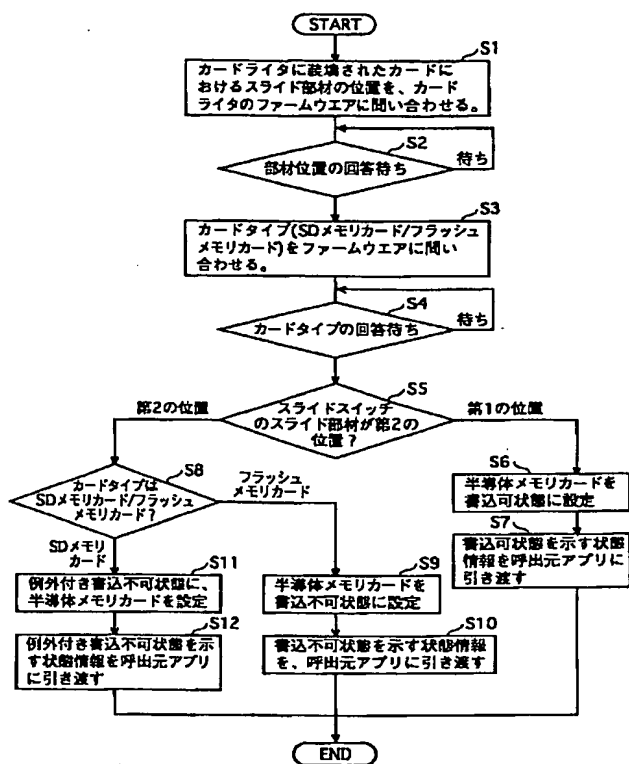 START
S1
カードライタに装填されたカードに
おけるスライド部材の位置を、カード
ライタのファームウエアに問い合わせる。
S2
部材位置の回答待ち
待ち
S3
カードタイプ(SDメモリカード/フラッシュ
メモリカード)をファームウエアに問い
合わせる。
S4
カードタイプの回答待ち
待ち
S5
スライドスイッチ
のスライド部材が第2の
位置?
第2の位置
第1の位置
S6
半導体メモリカードを
書込可状態に設定
S7
書込可状態を示す状態
情報を呼出元アプリに
引き渡す
S8
カードタイプは
SDメモリカード/フラッシュ
メモリカード?
フラッシュ
メモリカード
SDメモリ
カード
S9
半導体メモリカードを
書込不可状態に設定
S10
書込不可状態を示す状態情報
を、呼出元アプリに引き渡す
S11
例外付き書込不可状態に、
半導体メモリカードを設定
S12
例外付き書込不可状態を示
す状態情報を呼出元アプリ
に引き渡す
END